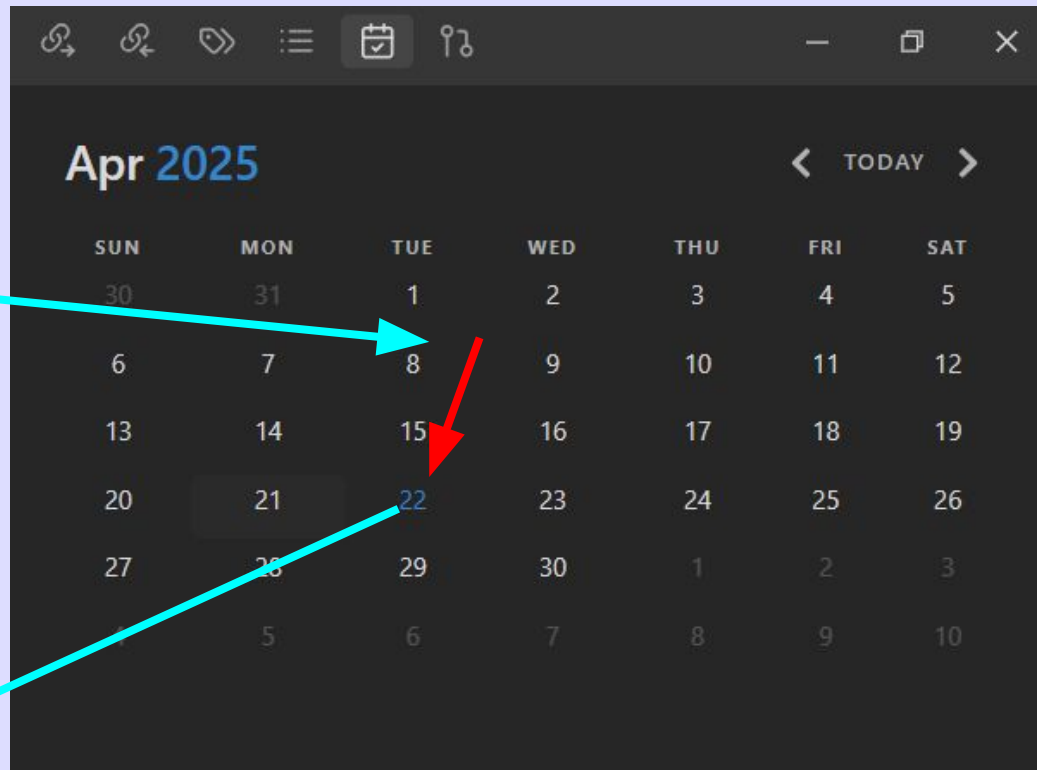 Apr 2025
TODAY
SUN MON TUE WED THU FRI SAT
30 31 1 2 3 4 5
6 7 8 9 10 11 12
13 14 15 16 17 18 19
20 21 22 23 24 25 26
27 28 29 30 1 2 3
4 5 6 7 8 9 10